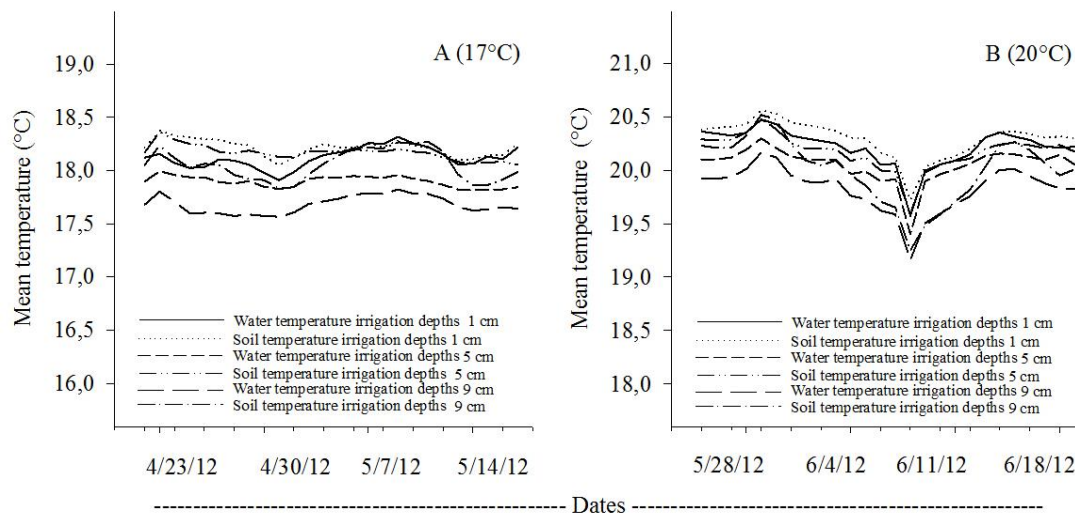 Mean temperature (°C)
A (17°C)
19,0
18,5
18,0
17,5
17,0
16,5
16,0
Water temperature irrigation depths 1 cm
Soil temperature irrigation depths 1 cm
Water temperature irrigation depths 5 cm
Soil temperature irrigation depths 5 cm
Water temperature irrigation depths 9 cm
Soil temperature irrigation depths 9 cm
4/23/12 4/30/12 5/7/12 5/14/12
Mean temperature (°C)
B (20°C)
21,0
20,5
20,0
19,5
19,0
18,5
18,0
Water temperature irrigation depths 1 cm
Soil temperature irrigation depths 1 cm
Water temperature irrigation depths 5 cm
Soil temperature irrigation depths 5 cm
Water temperature irrigation depths 9 cm
Soil temperature irrigation depths 9 cm
5/28/12 6/4/12 6/11/12 6/18/12
Dates